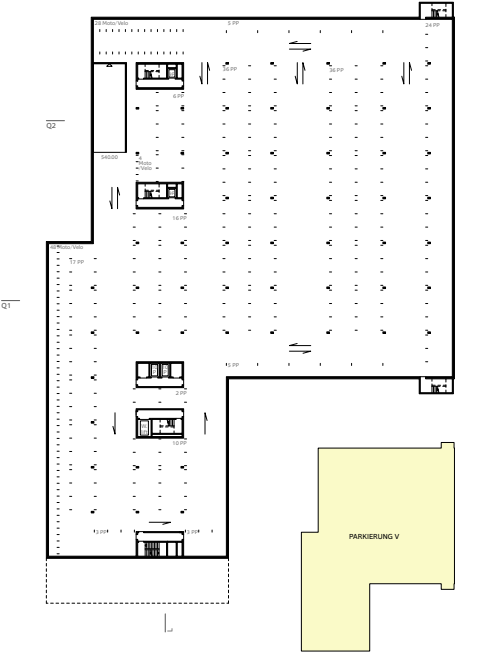 28 Moto/Velo
5 PP
24 PP
36 PP
36 PP
8 PP
Q2
540.00
Moto
/Velo
16 PP
48 Moto/Velo
17 PP
Q1
5 PP
2 PP
10 PP
3 PP
3 PP
PARKIERUNG V